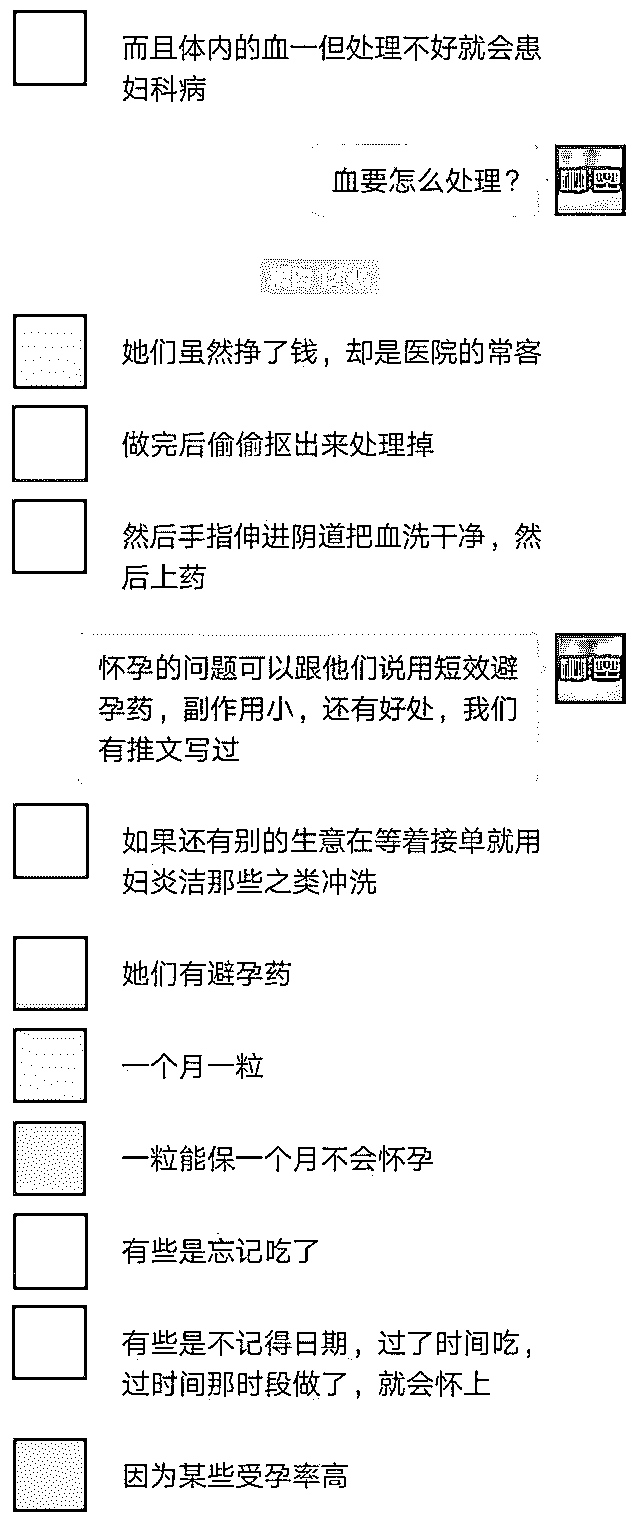 而且体内的血一但处理不好就会患
妇科病
血要怎么处理？
她们虽然挣了钱，却是医院的常客
做完后偷偷抠出来处理掉
然后手指伸进阴道把血洗干净，然
后上药
怀孕的问题可以跟他们说用短效避
孕药，副作用小，还有好处，我们
有推文写过
如果还有别的生意在等着接单就用
妇炎洁那些之类冲洗
她们有避孕药
一个月一粒
一粒能保一个月不会怀孕
有些是忘记吃了
有些是不记得日期，过了时间吃，
过时间那时段做了，就会怀上
因为某些受孕率高